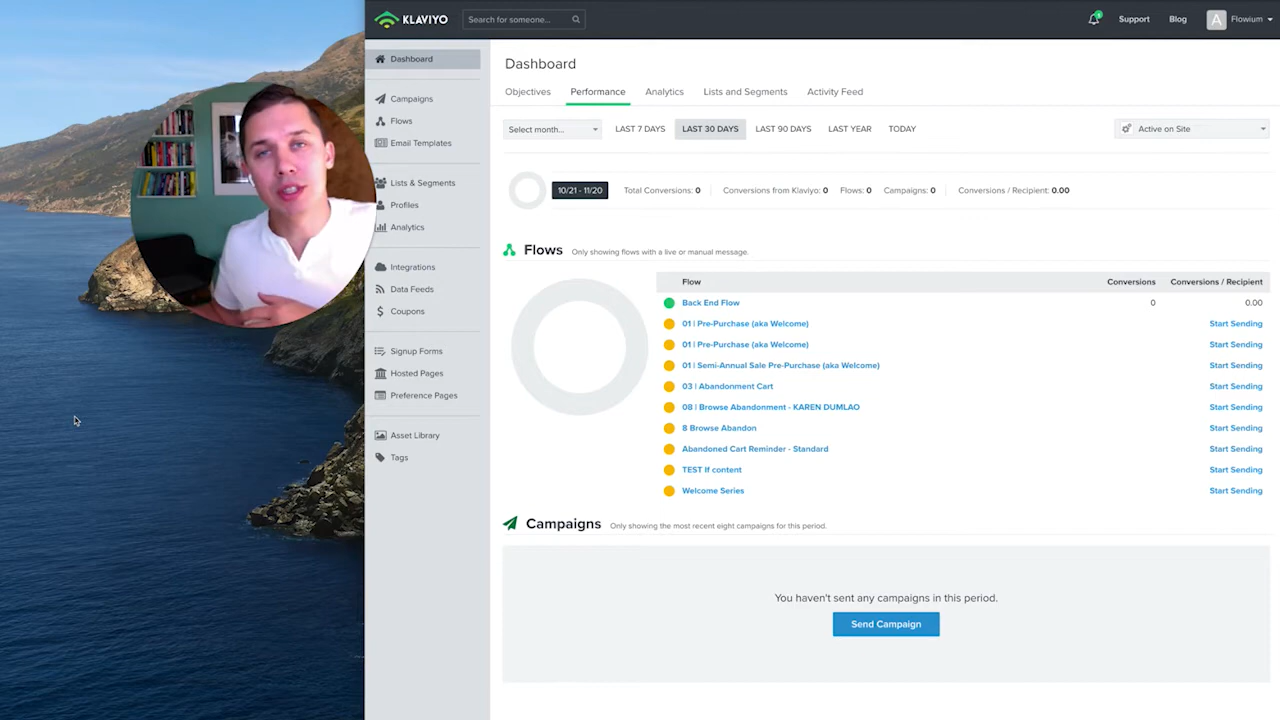 KLAVIYO
Search for someone...
Support
Blog
A
Flowium
Dashboard
Campaigns
Flows
Email Templates
Lists & Segments
Profiles
Analytics
Integrations
Data Feeds
Coupons
Signup Forms
Hosted Pages
Preference Pages
Asset Library
Tags
Dashboard
Objectives Performance Analytics Lists and Segments Activity Feed
Select month... LAST 7 DAYS LAST 30 DAYS LAST 90 DAYS LAST YEAR TODAY Active on Site
10/21 - 11/20 Total Conversions: 0 Conversions from Klaviyo: 0 Flows: 0 Campaigns: 0 Conversions / Recipient: 0.00
Flows Only showing flows with a live or manual message.
Flow Conversions Conversions / Recipient
Back End Flow 0 0.00
01 | Pre-Purchase (aka Welcome) Start Sending
01 | Pre-Purchase (aka Welcome) Start Sending
01 | Semi-Annual Sale Pre-Purchase (aka Welcome) Start Sending
03 | Abandonment Cart Start Sending
08 | Browse Abandonment - KAREN DUMLAO Start Sending
8 Browse Abandon Start Sending
Abandoned Cart Reminder - Standard Start Sending
TEST If content Start Sending
Welcome Series Start Sending
Campaigns Only showing the most recent eight campaigns for this period.
You haven't sent any campaigns in this period.
Send Campaign